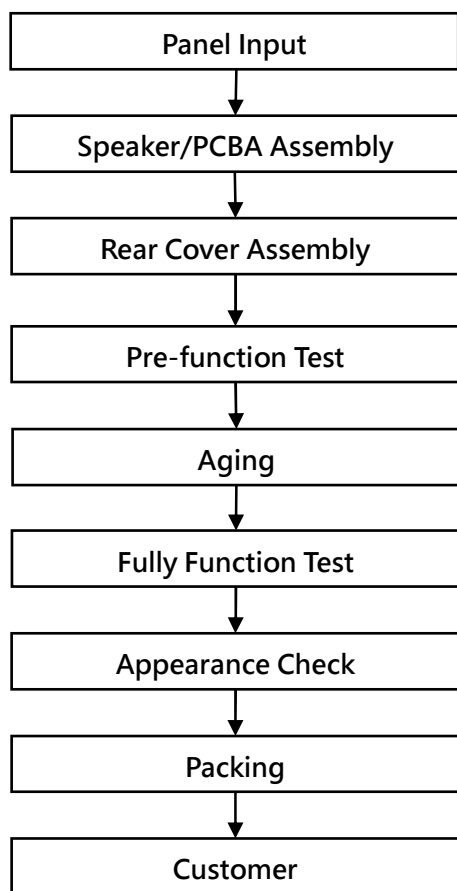 Panel Input
Speaker/PCBA Assembly
Rear Cover Assembly
Pre-function Test
Aging
Fully Function Test
Appearance Check
Packing
Customer